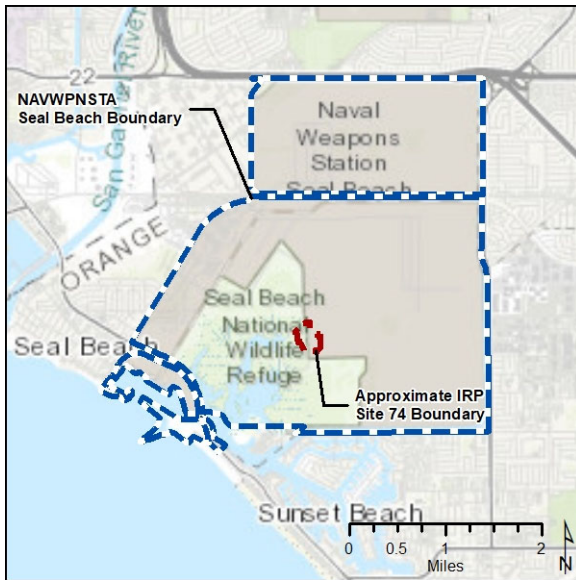 22
NAVWPNSTA
Seal Beach Boundary
San Gabriel River
Naval
Weapons
Station
Seal Beach
ORANGE
Seal Beach
National
Wildlife
Refuge
Seal Beach
Approximate IRP
Site 74 Boundary
Sunset Beach
0 0.5 1 2
Miles
N